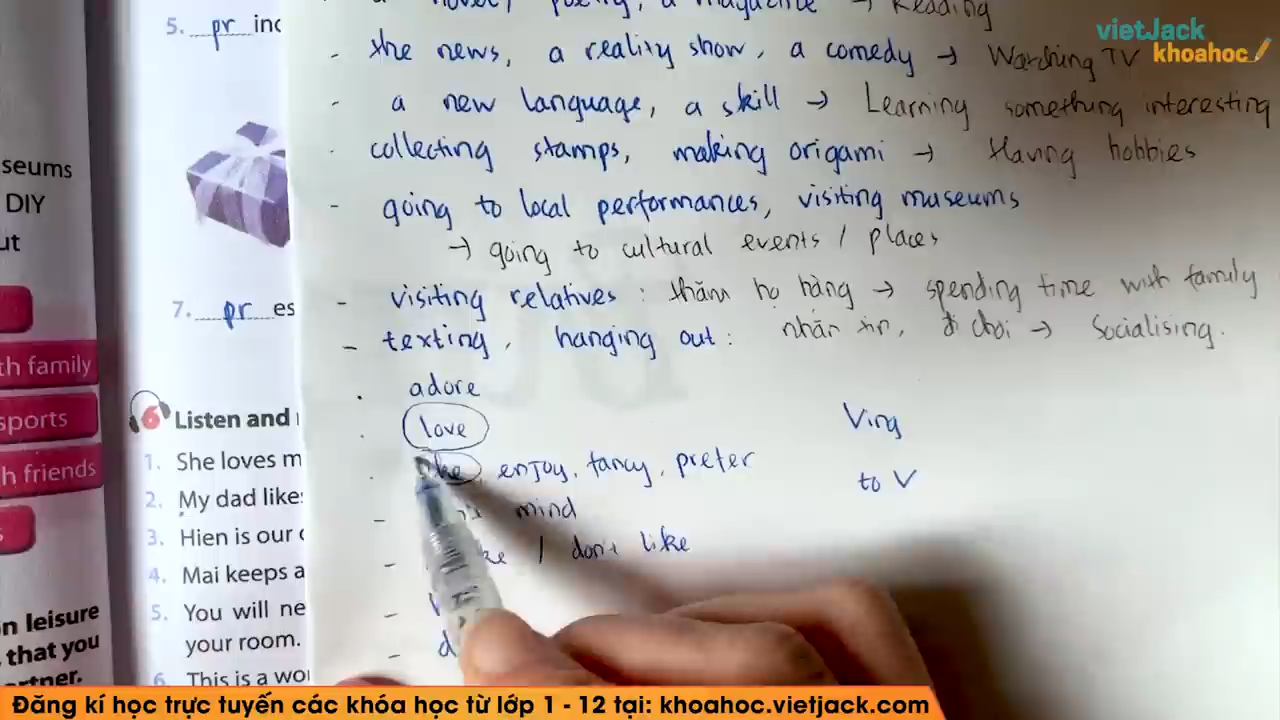 5. pr inc
a novel, poetry, a magazine → Reading
- the news, a reality show, a comedy → Watching TV
- a new language, a skill → Learning something interesting
- collecting stamps, making origami → Having hobbies
- going to local performances, visiting museums
→ going to cultural events / places
- visiting relatives : thăm họ hàng → spending time with family
- texting, hanging out : nhắn tin, đi chơi → Socialising.
- adore
- love
Ving
enjoy, fancy, prefer
to V
- mind
- / don't like
-
- d
vietJack
khoahoc
seums
DIY
ut
th family
sports
h friends
s
n leisure
that you
rtner.
7. pr es
6 Listen and
1. She loves m
2. My dad like
3. Hien is our
4. Mai keeps a
5. You will ne
your room.
6. This is a wo
Đăng kí học trực tuyến các khóa học từ lớp 1 - 12 tại: khoahoc.vietjack.com